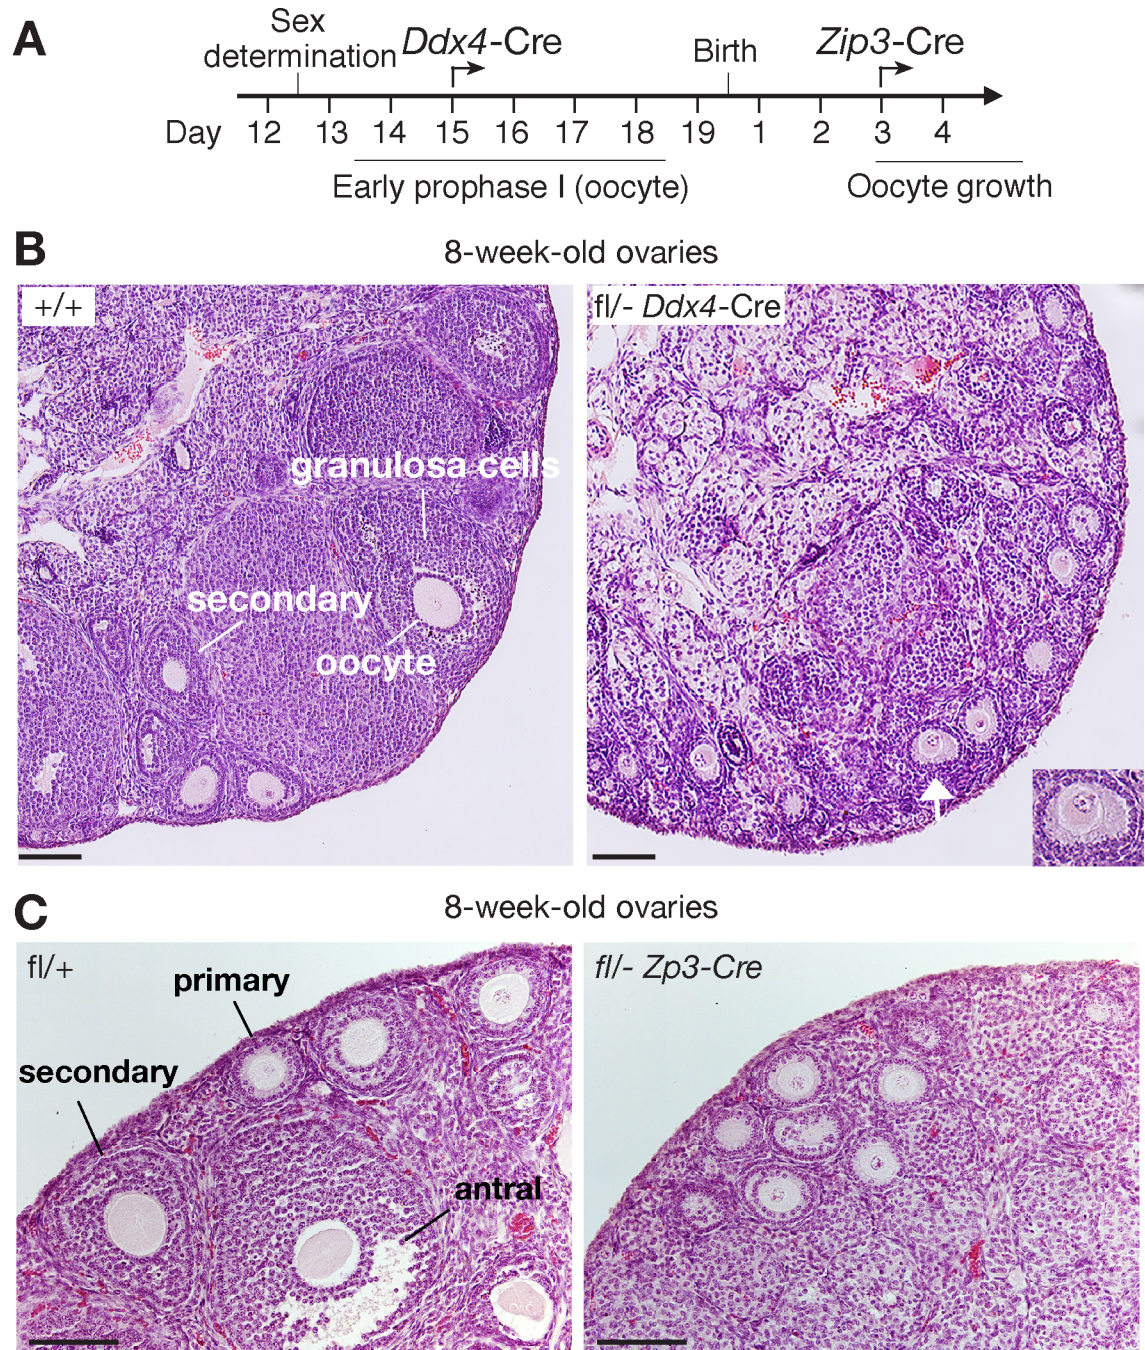 A
Sex
determination
Ddx4-Cre
Birth
Zip3-Cre
Day 12 13 14 15 16 17 18 19 1 2 3 4
Early prophase I (oocyte)
Oocyte growth
B
8-week-old ovaries
+/+
granulosa cells
secondary
oocyte
fl/- Ddx4-Cre
C
8-week-old ovaries
fl/+
primary
secondary
antral
fl/- Zp3-Cre